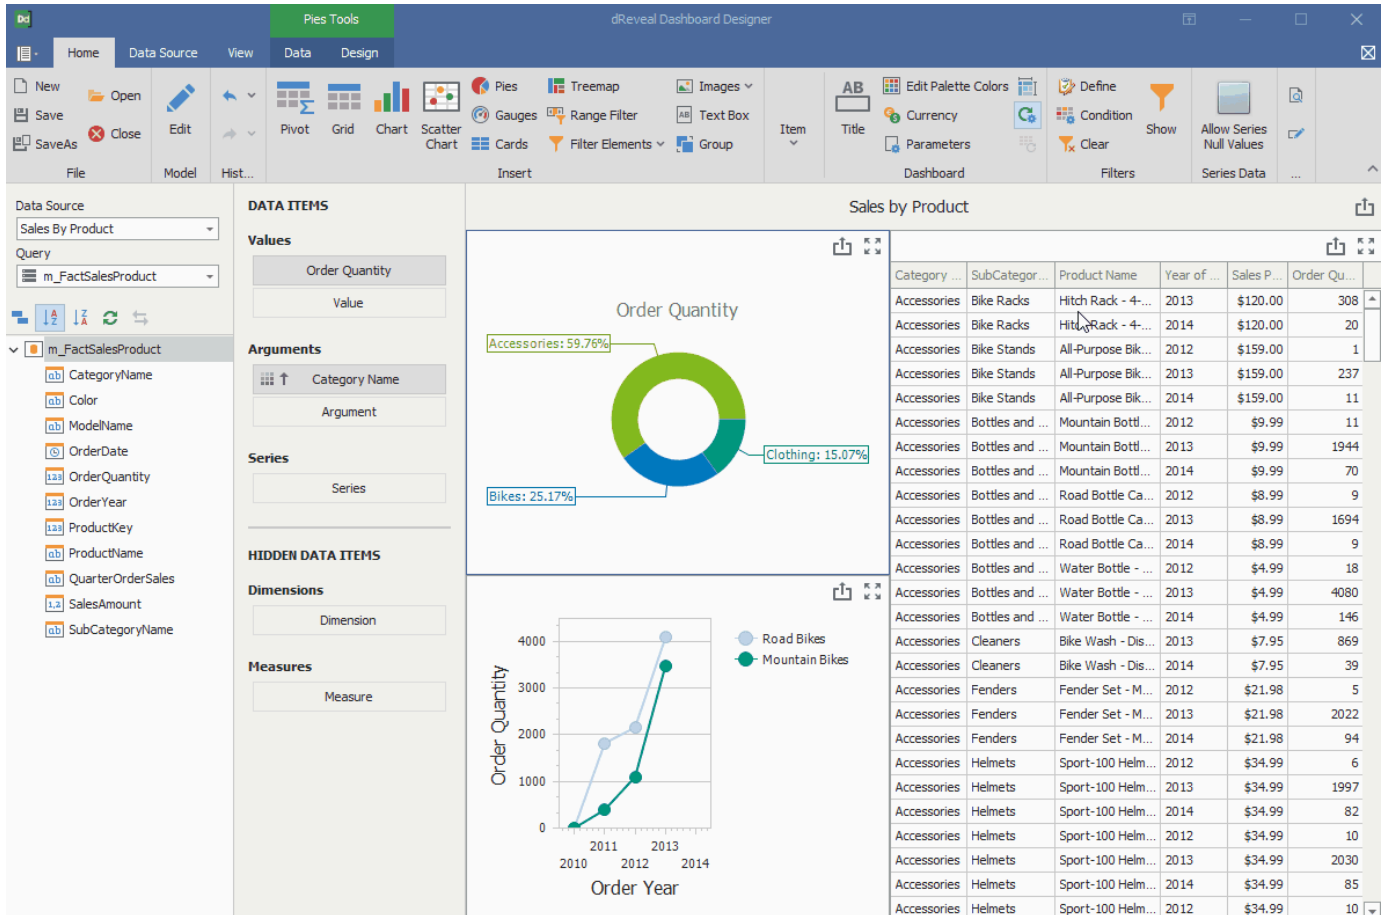 Dd
Pies Tools
dReveal Dashboard Designer
Home Data Source View Data Design
New
Save
SaveAs
Open
Close
File
Edit
Model
Hist...
Pivot Grid Chart Scatter Chart
Pies
Gauges
Cards
Treemap
Range Filter
Filter Elements
Images
AB Text Box
Group
Insert
Item
AB
Title
Edit Palette Colors
Currency
Parameters
Dashboard
Define
Condition
Clear
Show
Filters
Allow Series
Null Values
Series Data
...
Data Source
Sales By Product
Query
m_FactSalesProduct
m_FactSalesProduct
ab CategoryName
ab Color
ab ModelName
OrderDate
123 OrderQuantity
123 OrderYear
123 ProductKey
ab ProductName
ab QuarterOrderSales
1,2 SalesAmount
ab SubCategoryName
DATA ITEMS
Values
Order Quantity
Value
Arguments
Category Name
Argument
Series
Series
HIDDEN DATA ITEMS
Dimensions
Dimension
Measures
Measure
Sales by Product
Order Quantity
Accessories: 59.76%
Clothing: 15.07%
Bikes: 25.17%
Order Quantity
4000
3000
2000
1000
0
2011 2013
2010 2012 2014
Order Year
Road Bikes
Mountain Bikes
Category ... SubCategor... Product Name Year of ... Sales P... Order Qu...
Accessories Bike Racks Hitch Rack - 4-... 2013 $120.00 308
Accessories Bike Racks Hitch Rack - 4-... 2014 $120.00 20
Accessories Bike Stands All-Purpose Bik... 2012 $159.00 1
Accessories Bike Stands All-Purpose Bik... 2013 $159.00 237
Accessories Bike Stands All-Purpose Bik... 2014 $159.00 11
Accessories Bottles and ... Mountain Bottl... 2012 $9.99 11
Accessories Bottles and ... Mountain Bottl... 2013 $9.99 1944
Accessories Bottles and ... Mountain Bottl... 2014 $9.99 70
Accessories Bottles and ... Road Bottle Ca... 2012 $8.99 9
Accessories Bottles and ... Road Bottle Ca... 2013 $8.99 1694
Accessories Bottles and ... Road Bottle Ca... 2014 $8.99 9
Accessories Bottles and ... Water Bottle - ... 2012 $4.99 18
Accessories Bottles and ... Water Bottle - ... 2013 $4.99 4080
Accessories Bottles and ... Water Bottle - ... 2014 $4.99 146
Accessories Cleaners Bike Wash - Dis... 2013 $7.95 869
Accessories Cleaners Bike Wash - Dis... 2014 $7.95 39
Accessories Fenders Fender Set - M... 2012 $21.98 5
Accessories Fenders Fender Set - M... 2013 $21.98 2022
Accessories Fenders Fender Set - M... 2014 $21.98 94
Accessories Helmets Sport-100 Helm... 2012 $34.99 6
Accessories Helmets Sport-100 Helm... 2013 $34.99 1997
Accessories Helmets Sport-100 Helm... 2014 $34.99 82
Accessories Helmets Sport-100 Helm... 2012 $34.99 10
Accessories Helmets Sport-100 Helm... 2013 $34.99 2030
Accessories Helmets Sport-100 Helm... 2014 $34.99 85
Accessories Helmets Sport-100 Helm... 2012 $34.99 10